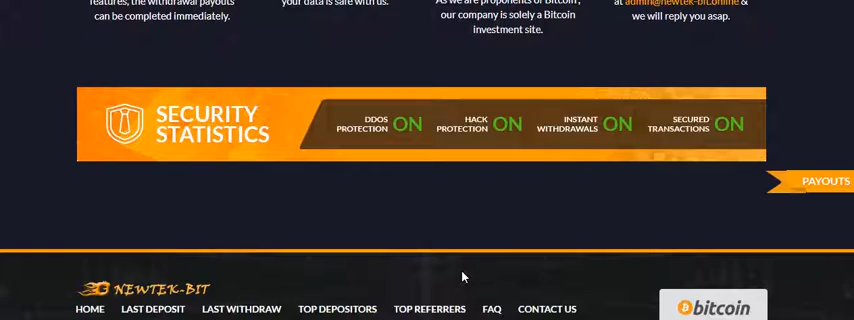 features, the withdrawal payouts
can be completed immediately.
your data is safe with us.
As we are proponents of Bitcoin,
our company is solely a Bitcoin
investment site.
at admin@newtek-bit.online &
we will reply you asap.
SECURITY
STATISTICS
DDOS
PROTECTION ON
HACK
PROTECTION ON
INSTANT
WITHDRAWALS ON
SECURED
TRANSACTIONS ON
PAYOUTS
NEWTEK-BIT
HOME LAST DEPOSIT LAST WITHDRAW TOP DEPOSITORS TOP REFERRERS FAQ CONTACT US
bitcoin